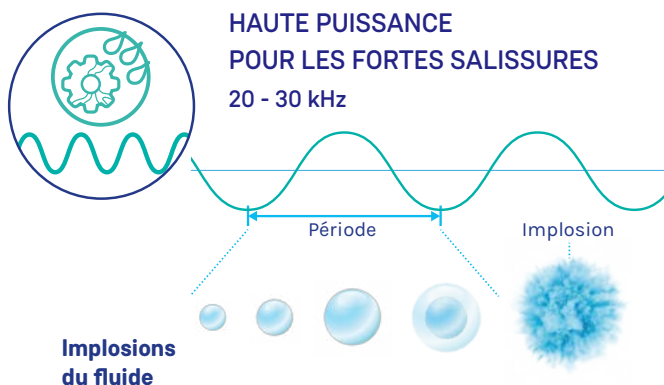 HAUTE PUISSANCE
POUR LES FORTES SALISSURES
20 - 30 kHz
Période
Implosion
Implosions
du fluide